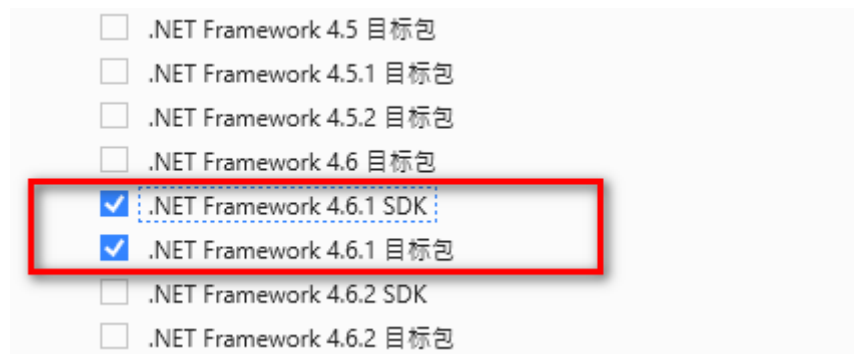 .NET Framework 4.5 目标包
.NET Framework 4.5.1 目标包
.NET Framework 4.5.2 目标包
.NET Framework 4.6 目标包
.NET Framework 4.6.1 SDK
.NET Framework 4.6.1 目标包
.NET Framework 4.6.2 SDK
.NET Framework 4.6.2 目标包